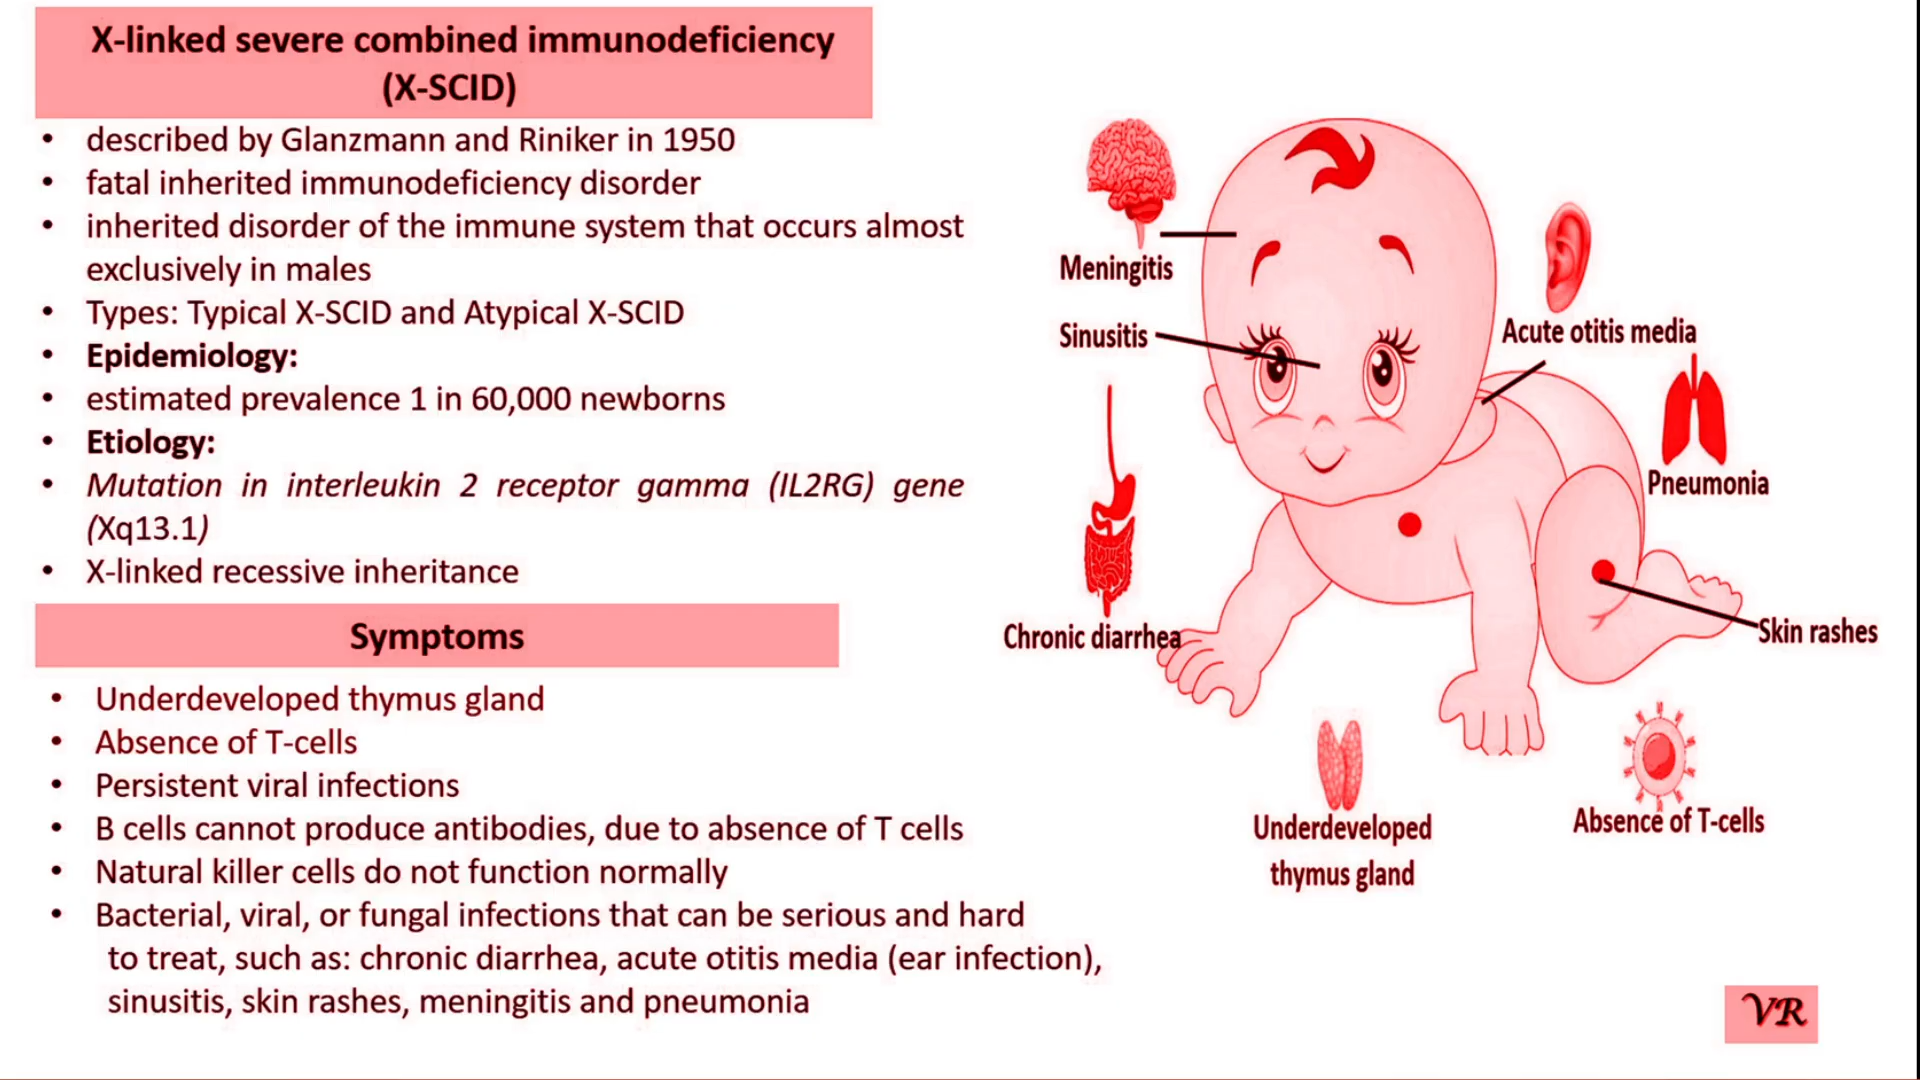 X-linked severe combined immunodeficiency
(X-SCID)
• described by Glanzmann and Riniker in 1950
• fatal inherited immunodeficiency disorder
• inherited disorder of the immune system that occurs almost
exclusively in males
• Types: Typical X-SCID and Atypical X-SCID
• Epidemiology:
• estimated prevalence 1 in 60,000 newborns
• Etiology:
• Mutation in interleukin 2 receptor gamma (IL2RG) gene
(Xq13.1)
• X-linked recessive inheritance
Symptoms
• Underdeveloped thymus gland
• Absence of T-cells
• Persistent viral infections
• B cells cannot produce antibodies, due to absence of T cells
• Natural killer cells do not function normally
• Bacterial, viral, or fungal infections that can be serious and hard
to treat, such as: chronic diarrhea, acute otitis media (ear infection),
sinusitis, skin rashes, meningitis and pneumonia
Meningitis
Sinusitis
Acute otitis media
Pneumonia
Chronic diarrhea
Skin rashes
Underdeveloped
thymus gland
Absence of T-cells
VR